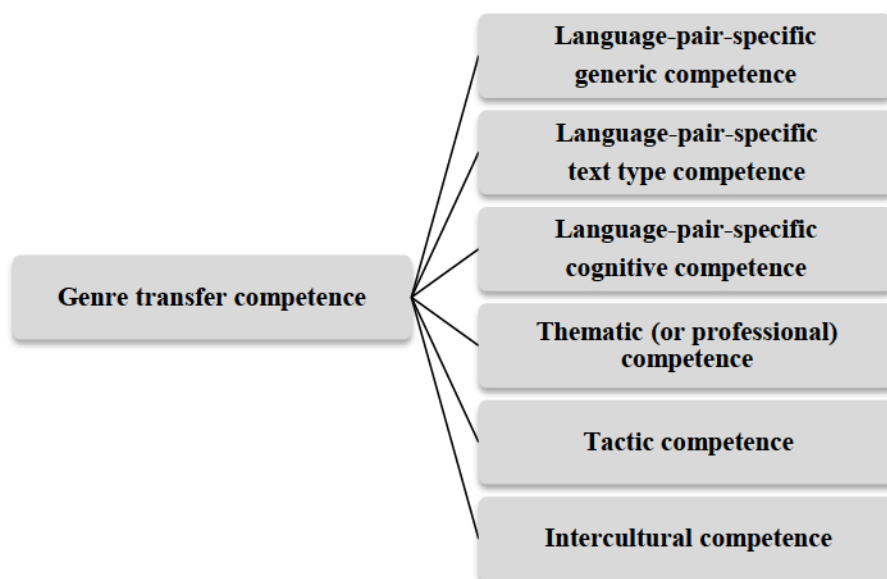 Language-pair-specific
generic competence
Language-pair-specific
text type competence
Language-pair-specific
cognitive competence
Genre transfer competence
Thematic (or professional)
competence
Tactic competence
Intercultural competence